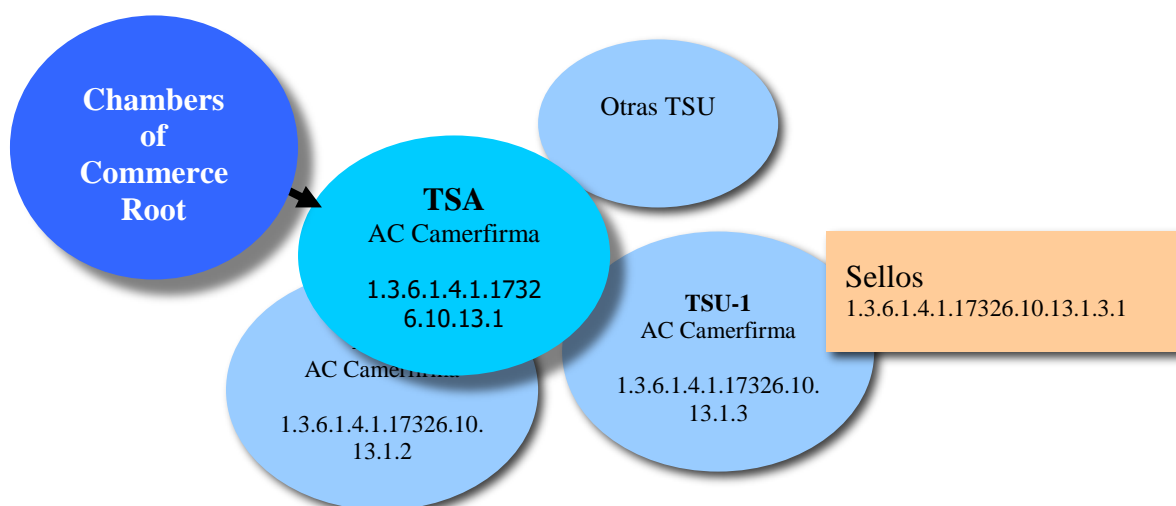 Chambers
of
Commerce
Root
Otras TSU
TSA
AC Camerfirma
1.3.6.1.4.1.1732
6.10.13.1
Sellos
1.3.6.1.4.1.17326.10.13.1.3.1
TSU-1
AC Camerfirma
1.3.6.1.4.1.17326.10.
13.1.3
AC Camerfirma
1.3.6.1.4.1.17326.10.
13.1.2